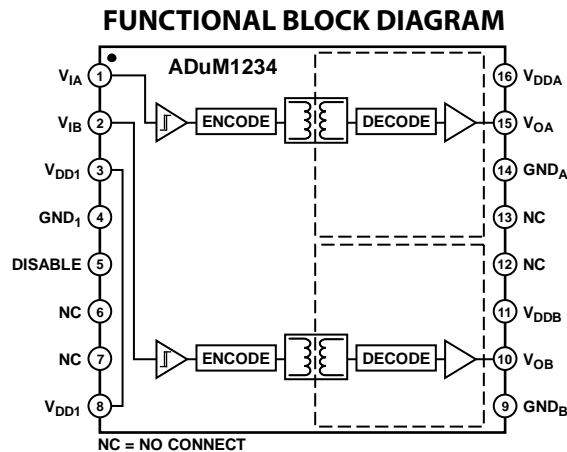 FUNCTIONAL BLOCK DIAGRAM
ADuM1234
VIA 1
VIB 2
VDD1 3
GND1 4
DISABLE 5
NC 6
NC 7
VDD1 8
ENCODE DECODE
ENCODE DECODE
16 VDDA
15 VOA
14 GNDA
13 NC
12 NC
11 VDDB
10 VOB
9 GNDB
NC = NO CONNECT